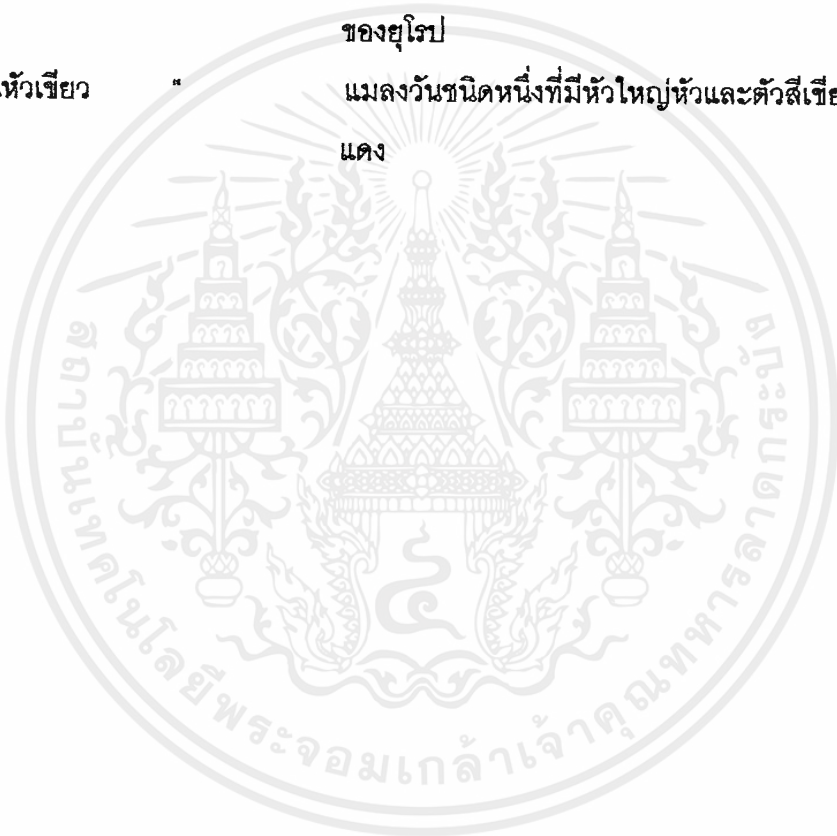 ของยุโรป
หัวเขียว " แมลงวันชนิดหนึ่งที่มีหัวใหญ่หัวและตัวสีเขีย
แดง
สถาบันเทคโนโลยีพระจอมเกล้าเจ้าคุณทหารลาดกระบัง